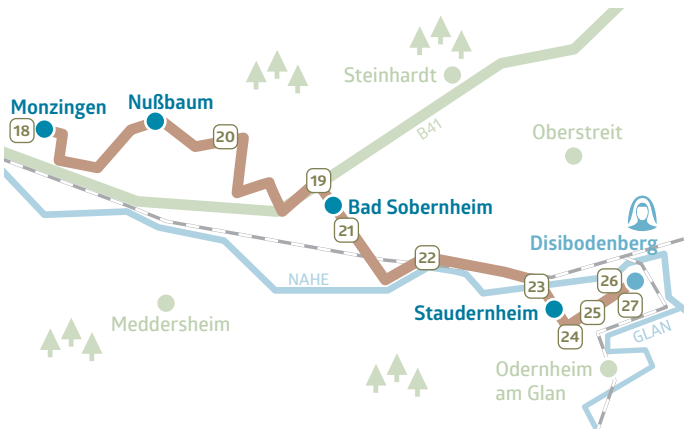 Steinhardt
Monzingen
Nußbaum
18
20
B41
Oberstreit
19
Bad Sobernheim
21
Disibodenberg
22
NAHE
23
26
27
Meddersheim
Staudernheim
25
24
GLAN
Odernheim
am Glan